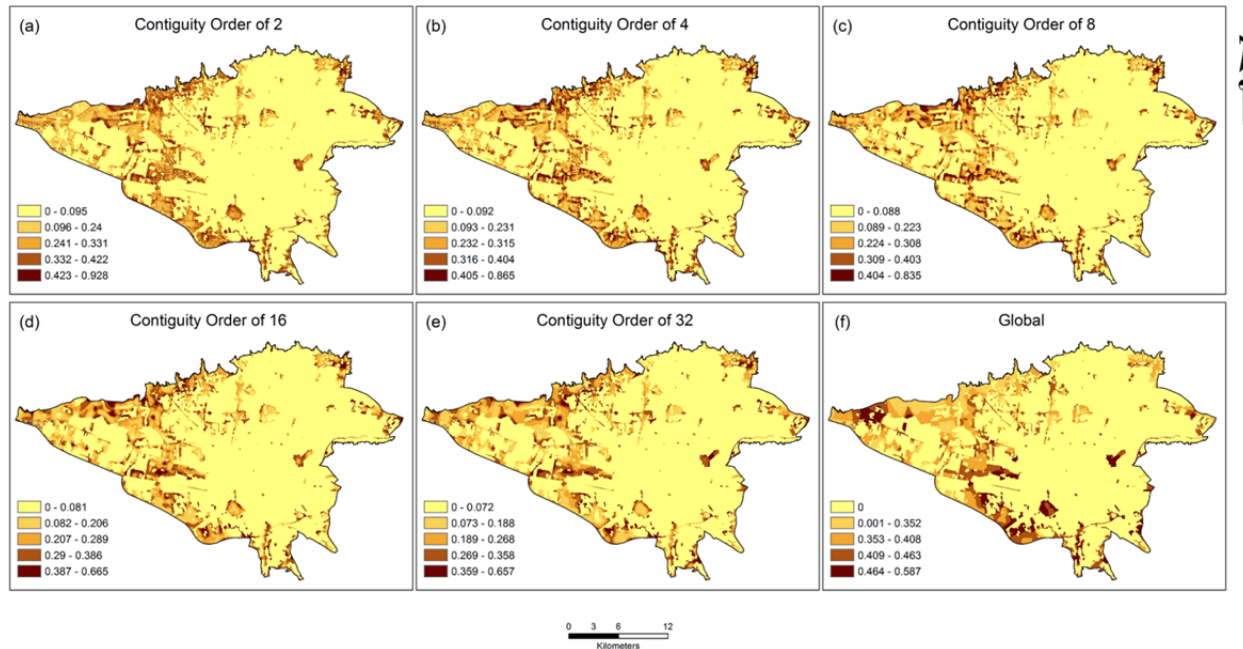 (a) Contiguity Order of 2
0 - 0.095
0.096 - 0.24
0.241 - 0.331
0.332 - 0.422
0.423 - 0.928
(b) Contiguity Order of 4
0 - 0.092
0.093 - 0.231
0.232 - 0.315
0.316 - 0.404
0.405 - 0.865
(c) Contiguity Order of 8
0 - 0.088
0.089 - 0.223
0.224 - 0.308
0.309 - 0.403
0.404 - 0.835
(d) Contiguity Order of 16
0 - 0.081
0.082 - 0.206
0.207 - 0.289
0.29 - 0.386
0.387 - 0.665
(e) Contiguity Order of 32
0 - 0.072
0.073 - 0.188
0.189 - 0.268
0.269 - 0.358
0.359 - 0.657
(f) Global
0
0.001 - 0.352
0.353 - 0.408
0.409 - 0.463
0.464 - 0.587
0 3 6 12
Kilometers